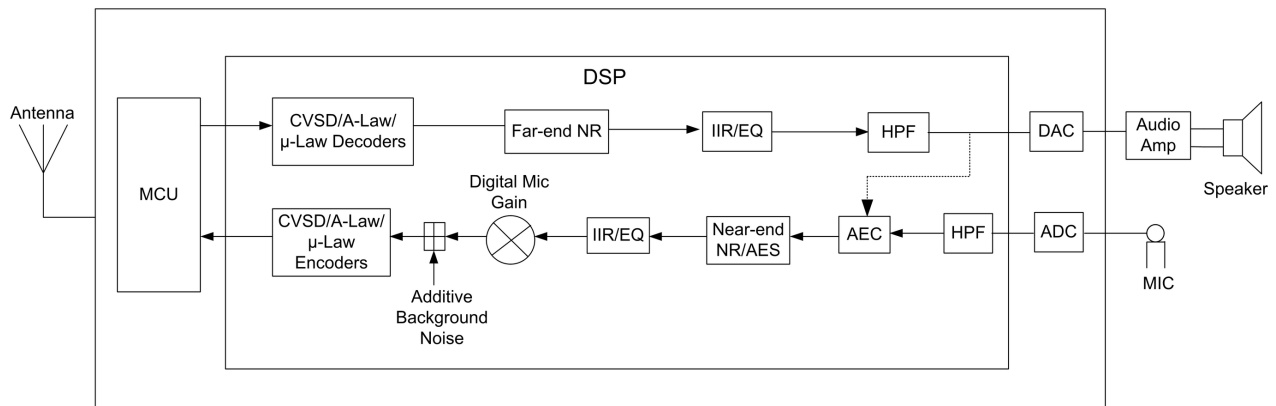 DSP
Antenna
MCU
CVSD/A-Law/
μ-Law Decoders
Far-end NR
IIR/EQ
HPF
DAC
Audio
Amp
Speaker
Digital Mic
Gain
CVSD/A-Law/
μ-Law
Encoders
IIR/EQ
Near-end
NR/AES
AEC
HPF
ADC
MIC
Additive
Background
Noise